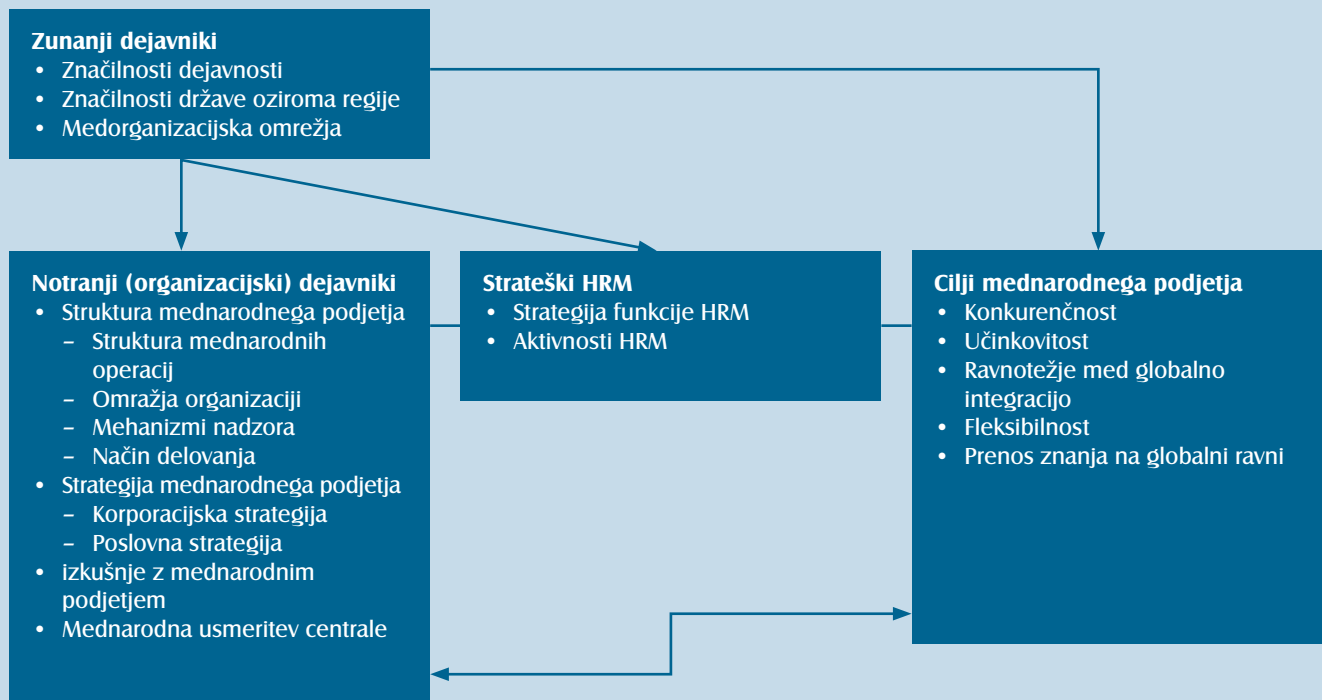 Zunanji dejavniki
• Značilnosti dejavnosti
• Značilnosti države oziroma regije
• Medorganizacijska omrežja
Notranji (organizacijski) dejavniki
• Struktura mednarodnega podjetja
– Struktura mednarodnih
operacij
– Omražja organizaciji
– Mehanizmi nadzora
– Način delovanja
• Strategija mednarodnega podjetja
– Korporacijska strategija
– Poslovna strategija
• izkušnje z mednarodnim
podjetjem
• Mednarodna usmeritev centrale
Strateški HRM
• Strategija funkcije HRM
• Aktivnosti HRM
Cilji mednarodnega podjetja
• Konkurenčnost
• Učinkovitost
• Ravnotežje med globalno
integracijo
• Fleksibilnost
• Prenos znanja na globalni ravni